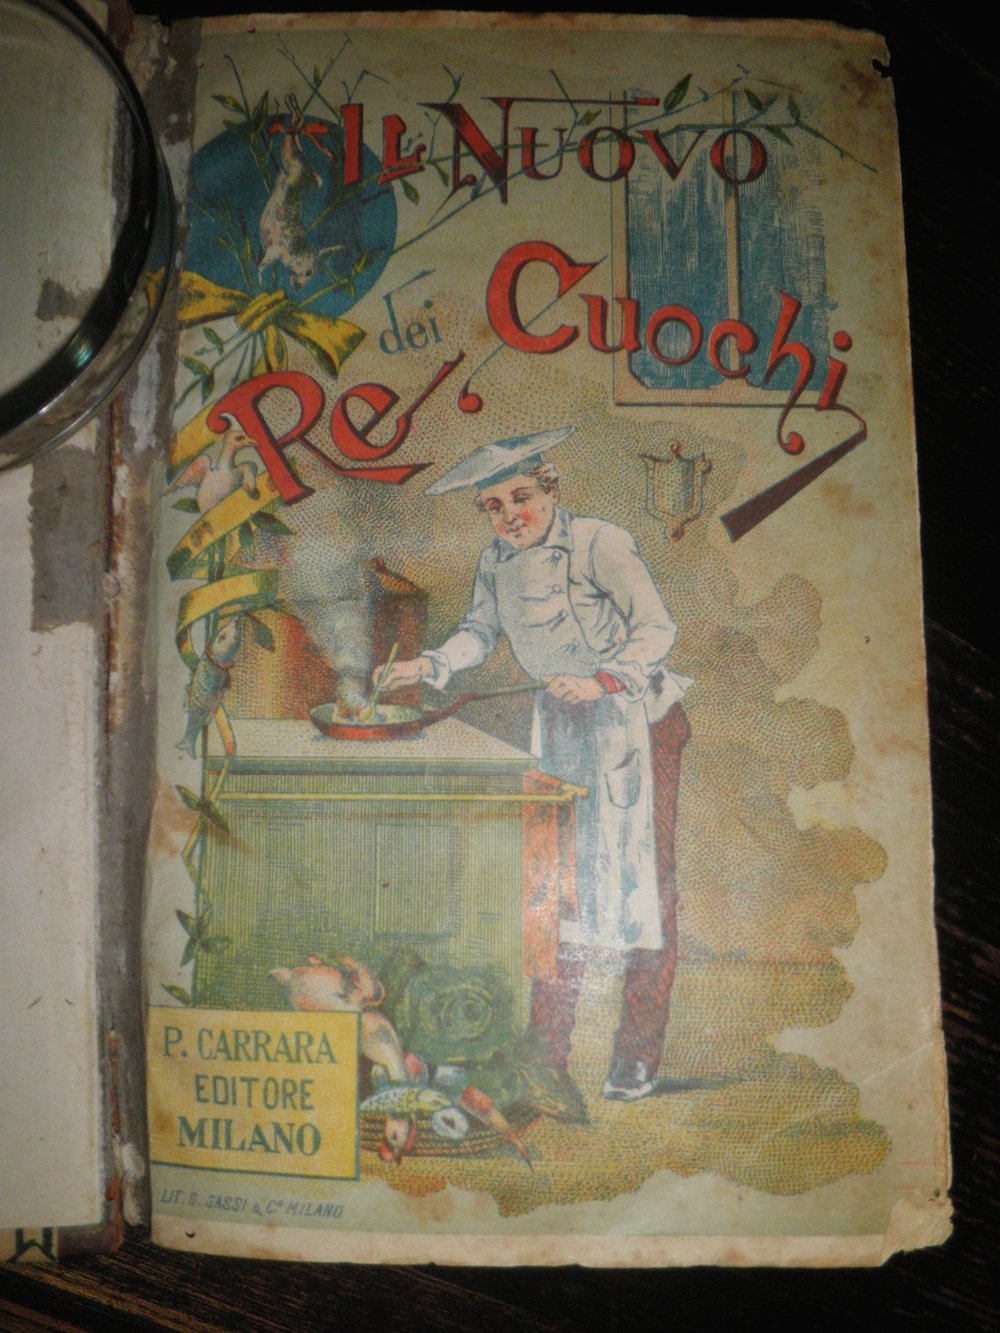 Il Nuovo
Re dei Cuochi
P. CARRARA
EDITORE
MILANO
LIT. B. SASSI & Cº MILANO